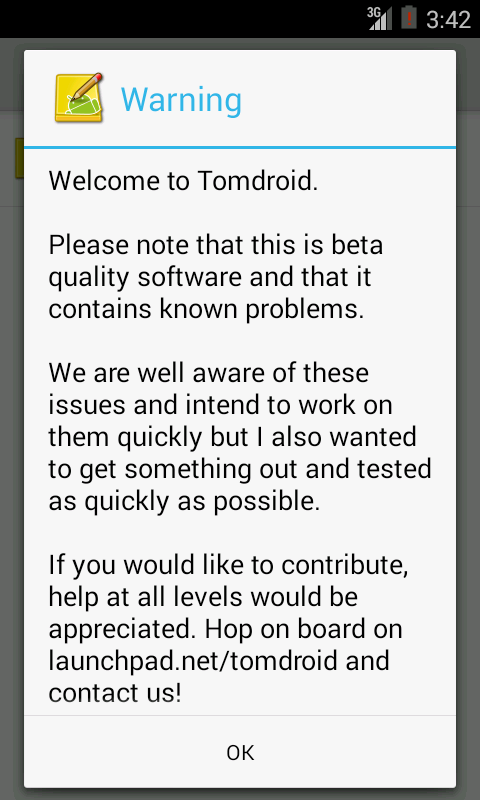 3G 3:42
Warning
Welcome to Tomdroid.
Please note that this is beta
quality software and that it
contains known problems.
We are well aware of these
issues and intend to work on
them quickly but I also wanted
to get something out and tested
as quickly as possible.
If you would like to contribute,
help at all levels would be
appreciated. Hop on board on
launchpad.net/tomdroid and
contact us!
OK